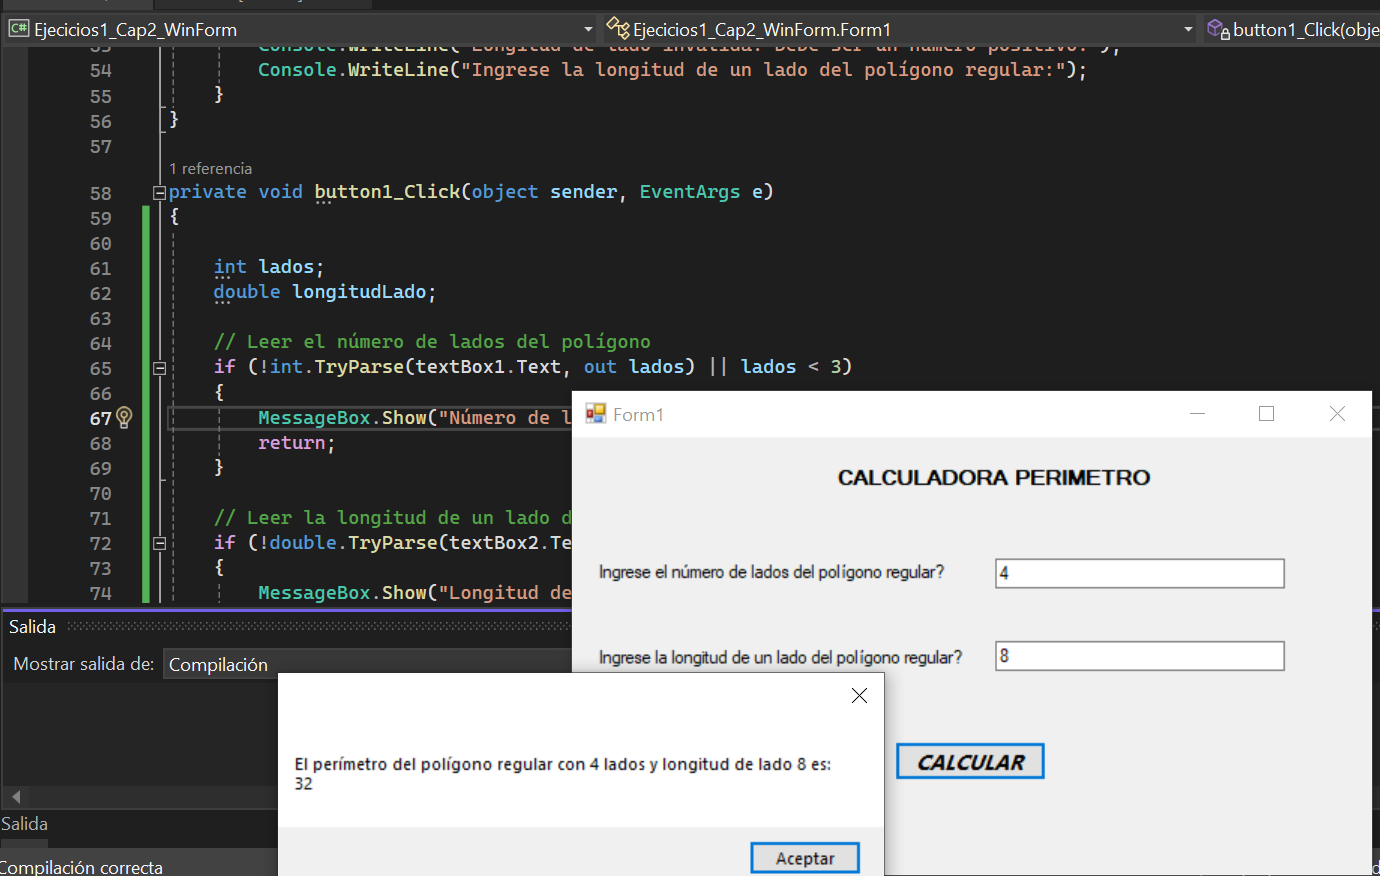 Ejecicios1_Cap2_WinForm
Ejecicios1_Cap2_WinForm.Form1
button1_Click(obje
53 Console.WriteLine("Longitud de lado inválida. Debe ser un número positivo.");
54 Console.WriteLine("Ingrese la longitud de un lado del polígono regular:");
55 }
56 }
57
1 referencia
58 private void button1_Click(object sender, EventArgs e)
59 {
60
61 int lados;
62 double longitudLado;
63
64 // Leer el número de lados del polígono
65 if (!int.TryParse(textBox1.Text, out lados) || lados < 3)
66 {
67 MessageBox.Show("Número de l
68 return;
69 }
70
71 // Leer la longitud de un lado d
72 if (!double.TryParse(textBox2.Te
73 {
74 MessageBox.Show("Longitud de
Form1
CALCULADORA PERIMETRO
Ingrese el número de lados del polígono regular?
4
Ingrese la longitud de un lado del polígono regular?
8
CALCULAR
Salida
Mostrar salida de: Compilación
El perímetro del polígono regular con 4 lados y longitud de lado 8 es:
32
Aceptar
Salida
Compilación correcta